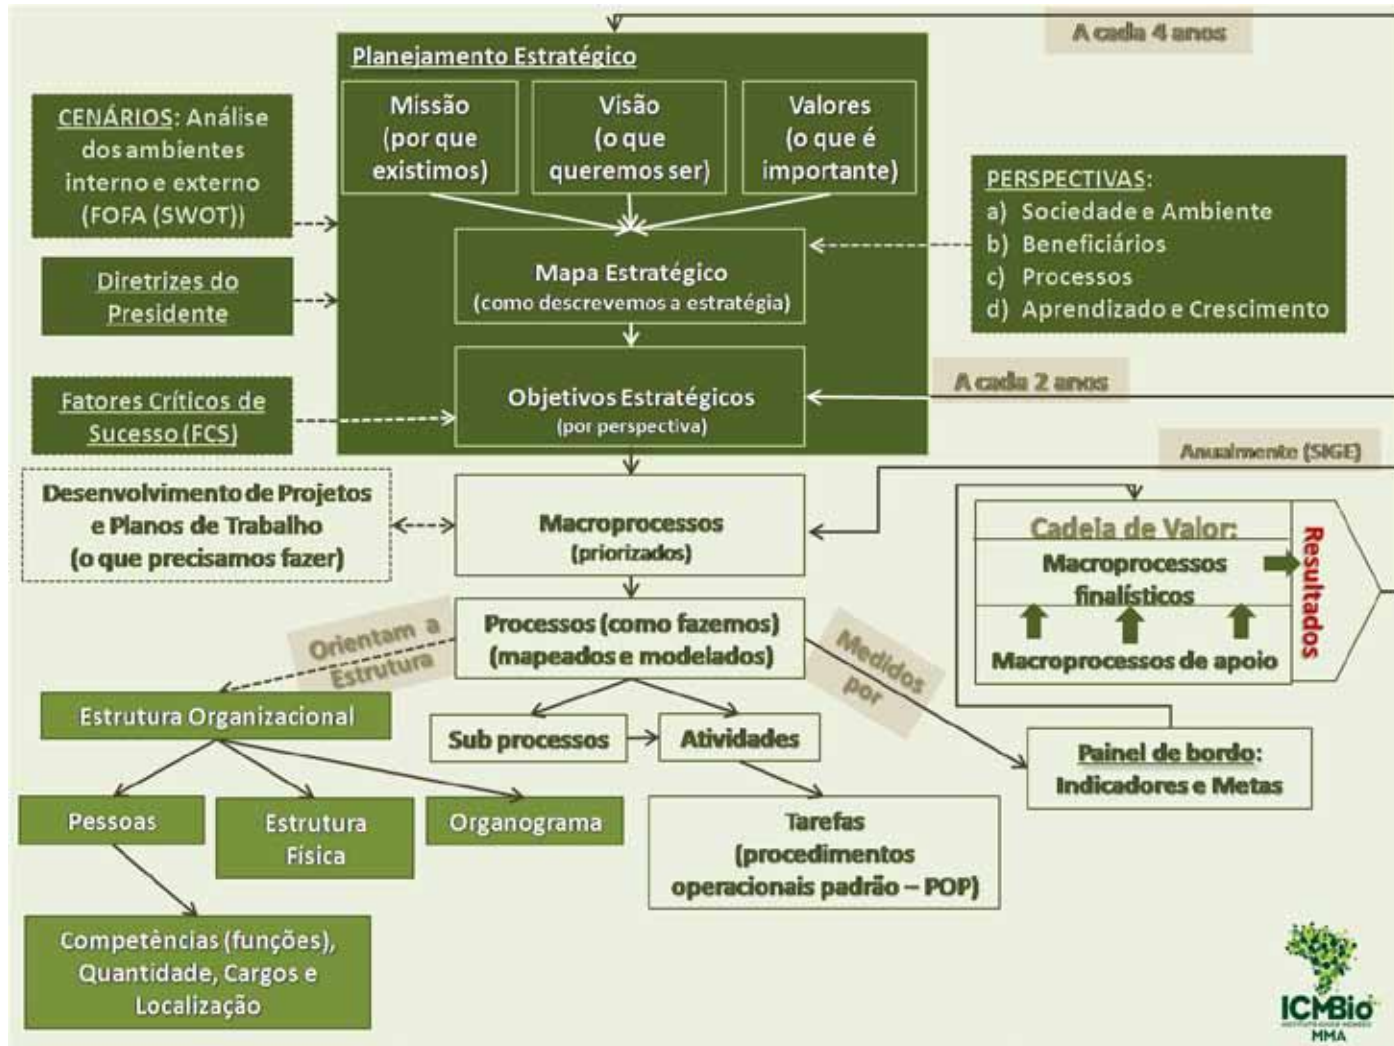 A cada 4 anos
Planejamento Estratégico
Missão
(por que
existimos)
Visão
(o que
queremos ser)
Valores
(o que é
importante)
CENÁRIOS: Análise
dos ambientes
interno e externo
(FOFA (SWOT))
PERSPECTIVAS:
a) Sociedade e Ambiente
b) Beneficiários
c) Processos
d) Aprendizado e Crescimento
Mapa Estratégico
(como descrevemos a estratégia)
Diretrizes do
Presidente
A cada 2 anos
Fatores Críticos de
Sucesso (FCS)
Objetivos Estratégicos
(por perspectiva)
Anualmente (SIGE)
Desenvolvimento de Projetos
e Planos de Trabalho
(o que precisamos fazer)
Macroprocessos
(priorizados)
Cadeia de Valor:
Macroprocessos
finalísticos
Macroprocessos de apoio
Resultados
Orientam a
Estrutura
Processos (como fazemos)
(mapeados e modelados)
Medidos
por
Estrutura Organizacional
Sub processos
Atividades
Painel de bordo:
Indicadores e Metas
Pessoas
Estrutura
Física
Organograma
Tarefas
(procedimentos
operacionais padrão – POP)
Competências (funções),
Quantidade, Cargos e
Localização
ICMBio
INSTITUTO CHICO MENDES
MMA